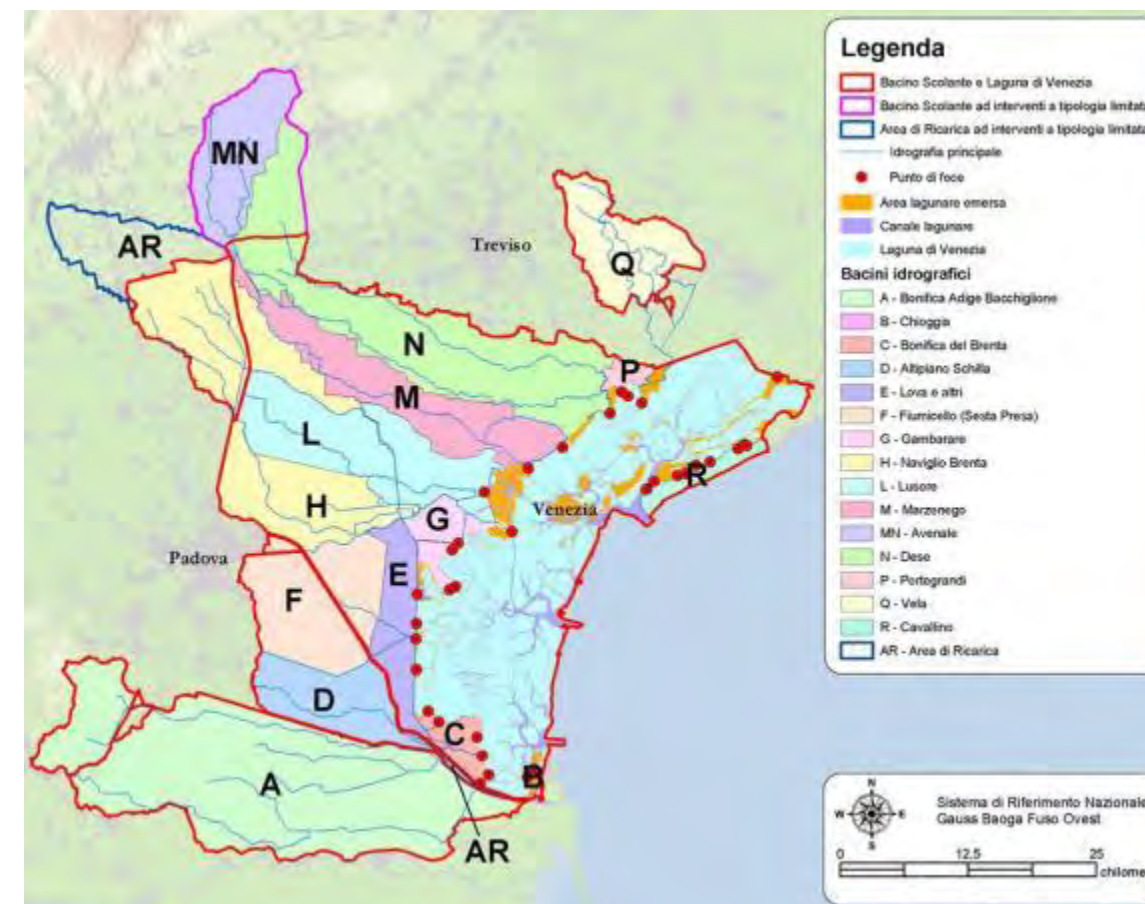 Legenda
Bacino Scolante e Laguna di Venezia
Bacino Scolante ad interventi a tipologia limitata
Area di Ricarica ad interventi a tipologia limitata
Idrografia principale
Punto di foce
Area lagunare emersa
Canale lagunare
Laguna di Venezia
Bacini idrografici
A - Bonifica Adige Bacchiglione
B - Chioggia
C - Bonifica del Brenta
D - Altipiano Schilla
E - Lova e altri
F - Fiumicello (Sesta Presa)
G - Gambarare
H - Naviglio Brenta
L - Lusore
M - Marzenego
MN - Avenale
N - Dese
P - Portegrandi
Q - Vela
R - Cavallino
AR - Area di Ricarica
MN
AR
Treviso
Q
N
P
M
L
R
Venezia
H
G
Padova
E
F
D
C
B
A
AR
N
W
E
S
Sistema di Riferimento Nazionale
Gauss Baoga Fuso Ovest
0 12,5 25
chilome